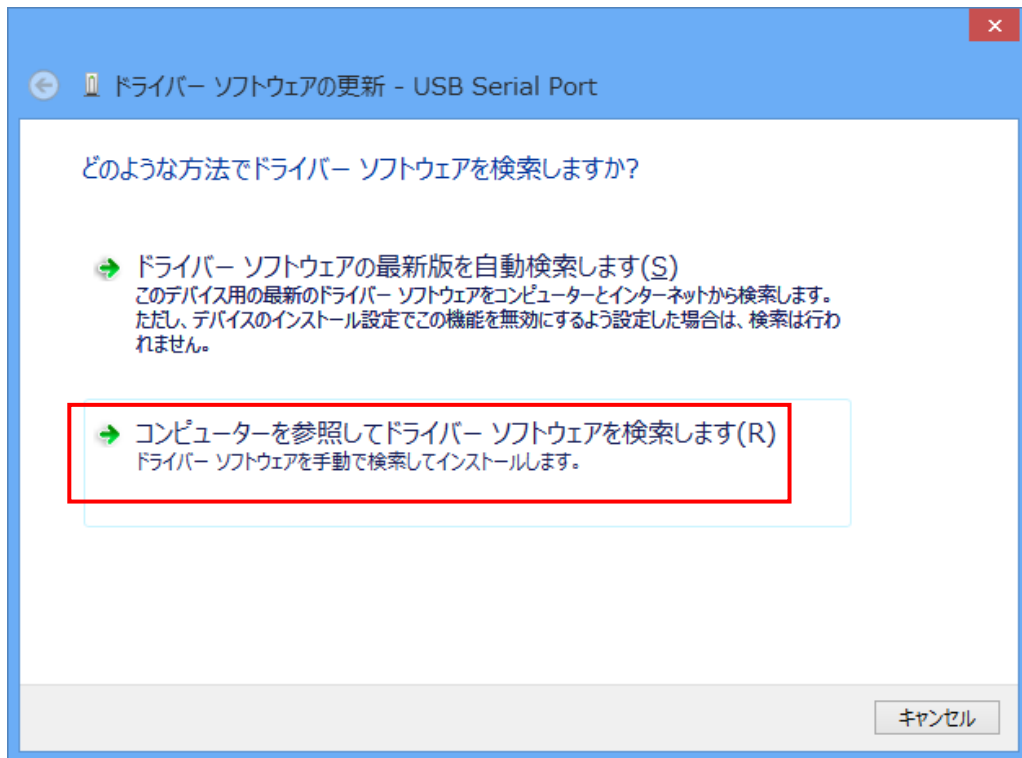 ドライバー ソフトウェアの更新 - USB Serial Port
どのような方法でドライバー ソフトウェアを検索しますか?
ドライバー ソフトウェアの最新版を自動検索します(S)
このデバイス用の最新のドライバー ソフトウェアをコンピューターとインターネットから検索します。
ただし、デバイスのインストール設定でこの機能を無効にするよう設定した場合は、検索は行わ
れません。
コンピューターを参照してドライバー ソフトウェアを検索します(R)
ドライバー ソフトウェアを手動で検索してインストールします。
キャンセル